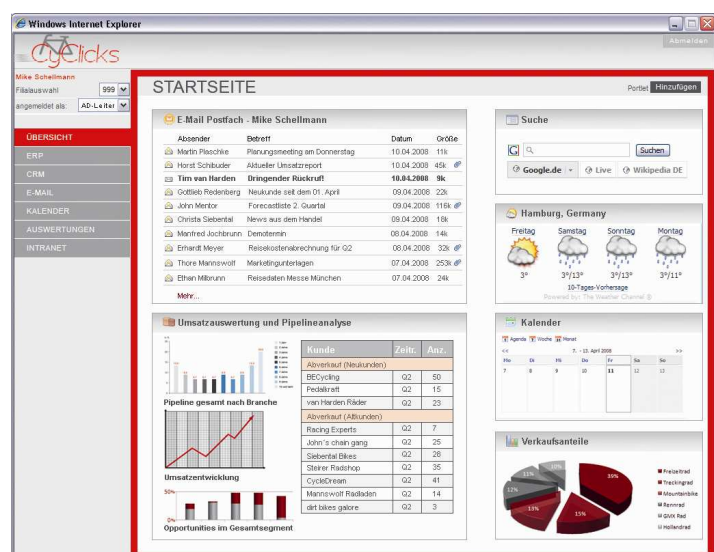 Windows Internet Explorer
CyClicks
Abmelden
Mike Schellmann
Filialauswahl 999
angemeldet als: AD-Leiter
ÜBERSICHT
ERP
CRM
E-MAIL
KALENDER
AUSWERTUNGEN
INTRANET
STARTSEITE
Portlet Hinzufügen
E-Mail Postfach - Mike Schellmann
Absender Betreff Datum Größe
Martin Plaschke Planungsmeeting am Donnerstag 10.04.2008 11k
Horst Schibuder Aktueller Umsatzreport 10.04.2008 45k
Tim van Harden Dringender Rückruf! 10.04.2008 9k
Gottlieb Redenberg Neukunde seit dem 01. April 09.04.2008 22k
John Mentor Forecastliste 2. Quartal 09.04.2008 116k
Christa Siebental News aus dem Handel 09.04.2008 18k
Manfred Jochbrunn Demotermin 08.04.2008 14k
Erhardt Meyer Reisekostenabrechnung für Q2 08.04.2008 32k
Thore Mannswolf Marketingunterlagen 07.04.2008 253k
Ethan Milbrunn Reisedaten Messe München 07.04.2008 24k
Mehr...
Suche
G Suchen
Google.de Live Wikipedia DE
Hamburg, Germany
Freitag Samstag Sonntag Montag
3° 3°/13° 3°/13° 3°/11°
10-Tages-Vorhersage
Powered by: The Weather Channel ®
Umsatzauswertung und Pipelineanalyse
Pipeline gesamt nach Branche
Umsatzentwicklung
50%
0%
Opportunities im Gesamtsegment
Kunde Zeitr. Anz.
Abverkauf (Neukunden)
BECycling Q2 50
Pedalkraft Q2 15
van Harden Räder Q2 23
Abverkauf (Altkunden)
Racing Experts Q2 7
John´s chain gang Q2 25
Siebental Bikes Q2 28
Steirer Radshop Q2 35
CycleDream Q2 41
Mannswolf Radladen Q2 14
dirt bikes galore Q2 3
Kalender
Agenda Woche Monat
<< 7. - 13. April 2008 >>
Mo Di Mi Do Fr Sa So
7 8 9 10 11 12 13
Verkaufsanteile
39%
15%
13%
12%
11%
10%
Freizeitrad
Treckingrad
Mountainbike
Rennrad
GMX Rad
Hollandrad